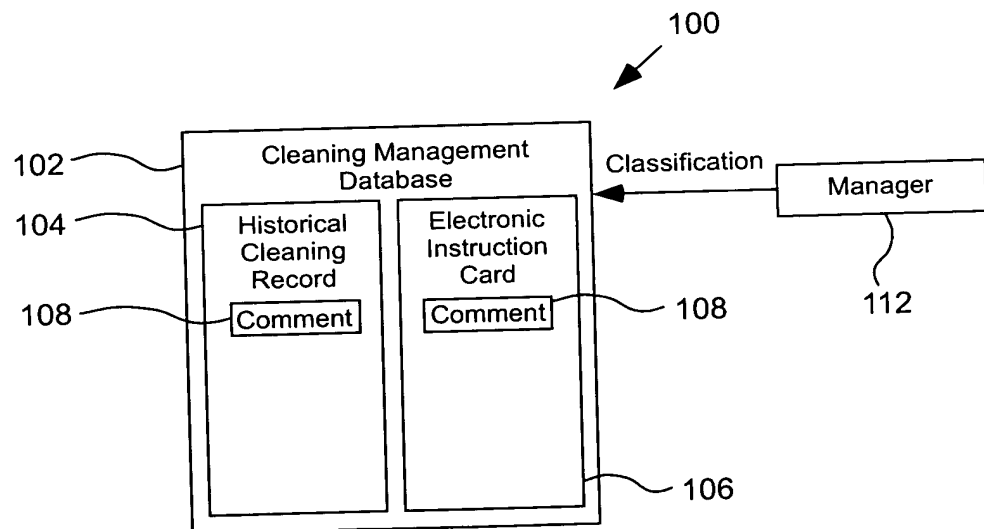 100
102
Cleaning Management
Database
Classification
Manager
104
Historical
Cleaning
Record
Electronic
Instruction
Card
108
Comment
Comment
108
112
106